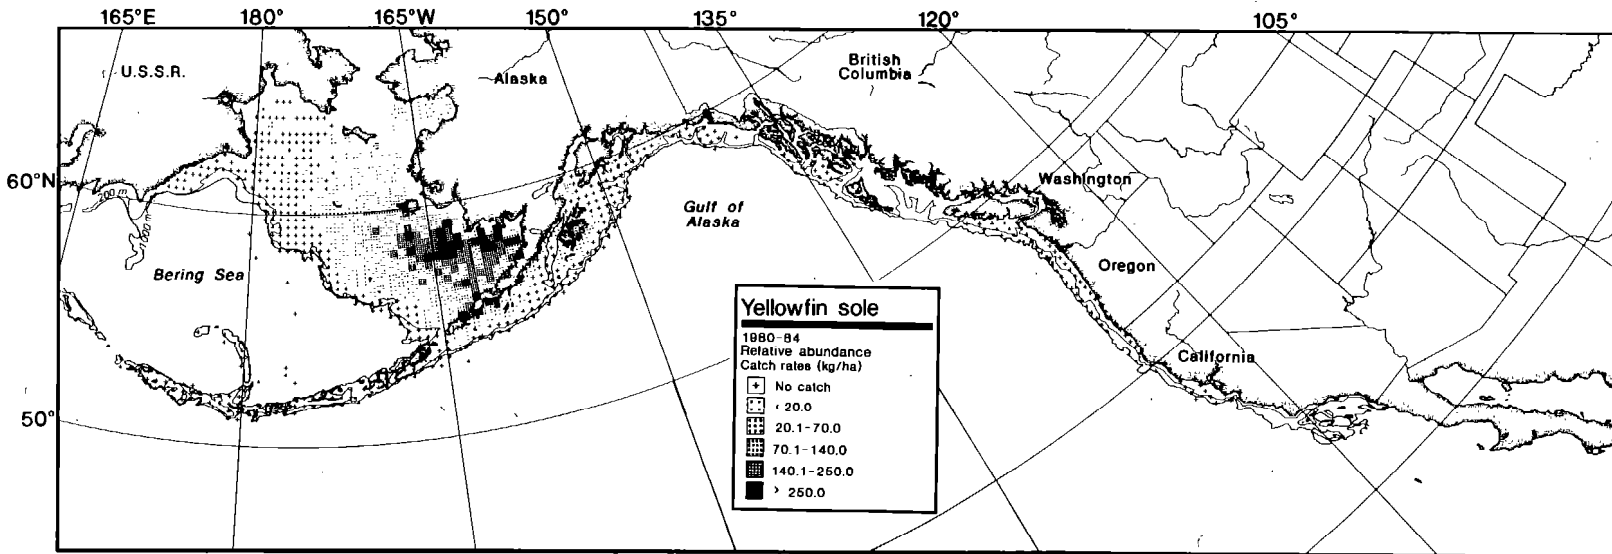 165°E 180° 165°W 150° 135° 120° 105°
U.S.S.R.
Alaska
British
Columbia
60°N
Washington
Gulf of
Alaska
Bering Sea
Oregon
Yellowfin sole
1980-84
Relative abundance
Catch rates (kg/ha)
+ No catch
< 20.0
20.1-70.0
70.1-140.0
140.1-250.0
> 250.0
California
50°